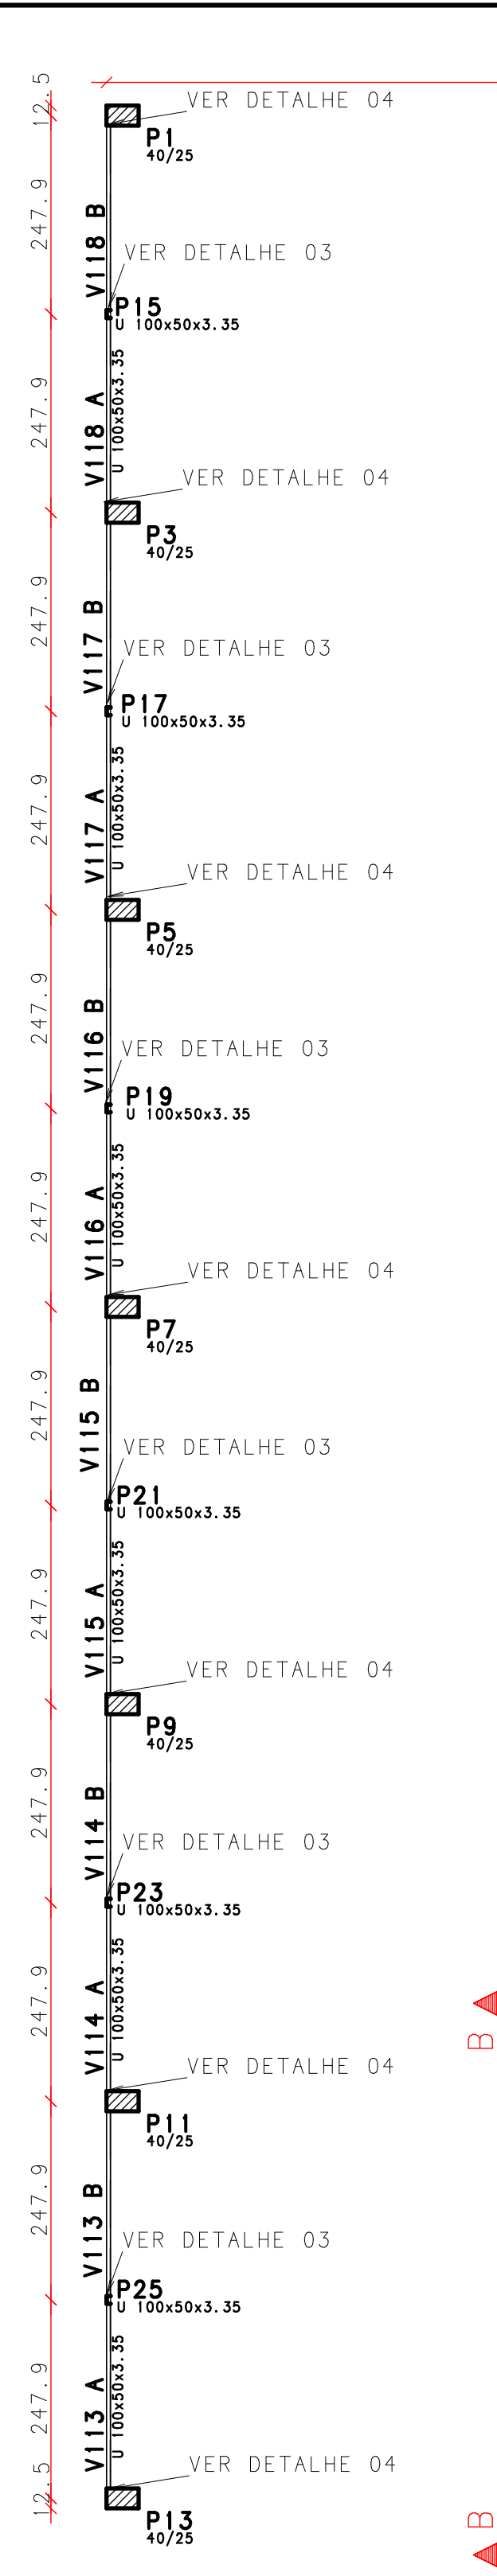 12.5
VER DETALHE 04
P1
40/25
247.9
V118 B
VER DETALHE 03
P15
U 100x50x3.35
247.9
V118 A
U 100x50x3.35
VER DETALHE 04
P3
40/25
247.9
V117 B
VER DETALHE 03
P17
U 100x50x3.35
247.9
V117 A
U 100x50x3.35
VER DETALHE 04
P5
40/25
247.9
V116 B
VER DETALHE 03
P19
U 100x50x3.35
247.9
V116 A
U 100x50x3.35
VER DETALHE 04
P7
40/25
247.9
V115 B
VER DETALHE 03
P21
U 100x50x3.35
247.9
V115 A
U 100x50x3.35
VER DETALHE 04
P9
40/25
247.9
V114 B
VER DETALHE 03
P23
U 100x50x3.35
247.9
V114 A
U 100x50x3.35
B
VER DETALHE 04
P11
40/25
247.9
V113 B
VER DETALHE 03
P25
U 100x50x3.35
247.9
V113 A
U 100x50x3.35
VER DETALHE 04
12.5
P13
40/25
B